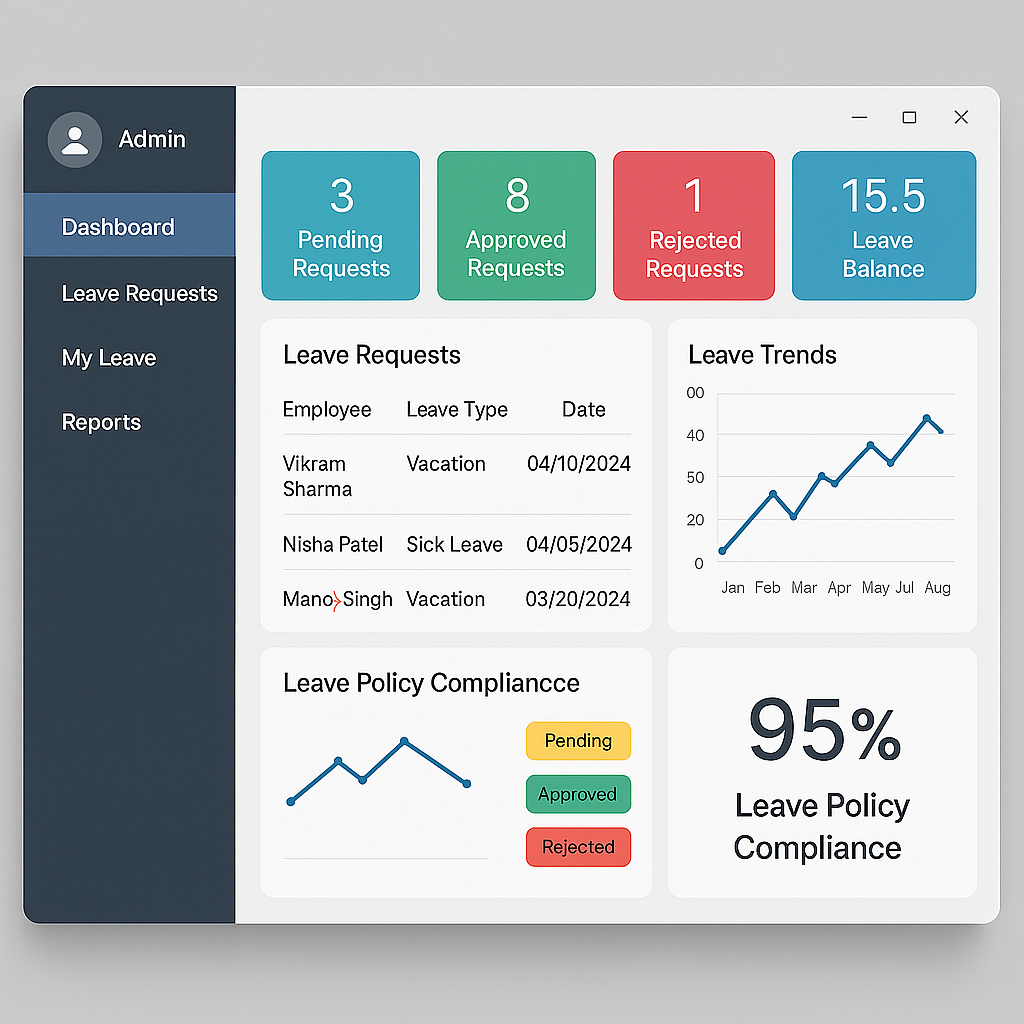 Admin
Dashboard
Leave Requests
My Leave
Reports
3
Pending
Requests
8
Approved
Requests
1
Rejected
Requests
15.5
Leave
Balance
Leave Requests
Employee Leave Type Date
Vikram Vacation 04/10/2024
Sharma
Nisha Patel Sick Leave 04/05/2024
Mano Singh Vacation 03/20/2024
Leave Trends
00
40
50
20
0
Jan Feb Mar Apr May Jul Aug
Leave Policy Compliancce
Pending
Approved
Rejected
95%
Leave Policy
Compliance